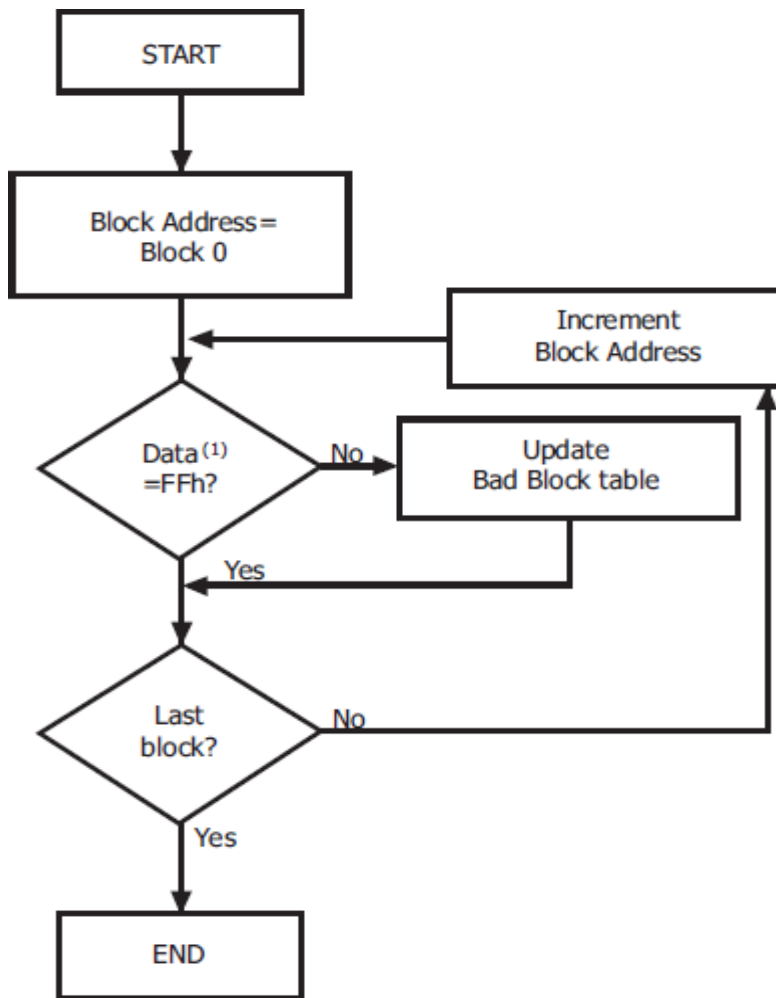 START
Block Address=
Block 0
Increment
Block Address
Data(1)
=FFh?
No
Update
Bad Block table
Yes
Last
block?
No
Yes
END